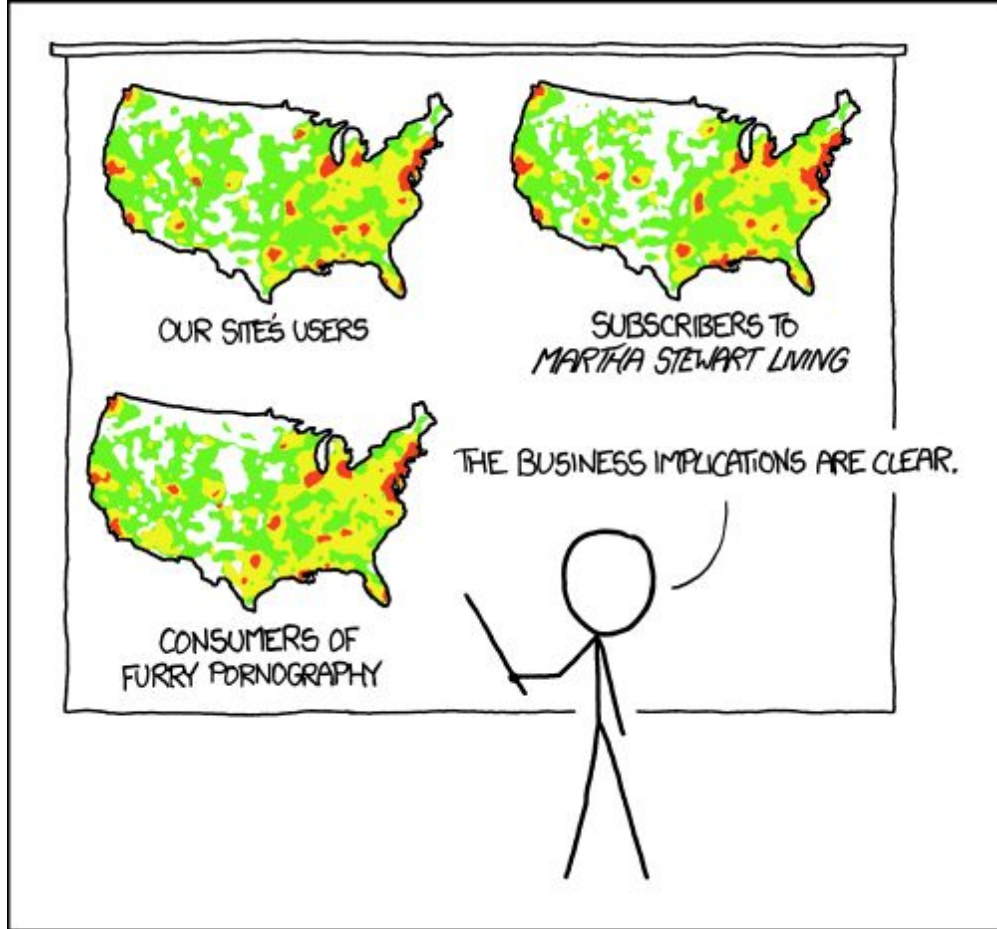 OUR SITE'S USERS
SUBSCRIBERS TO
MARTHA STEWART LIVING
CONSUMERS OF
FURRY PORNOGRAPHY
THE BUSINESS IMPLICATIONS ARE CLEAR.